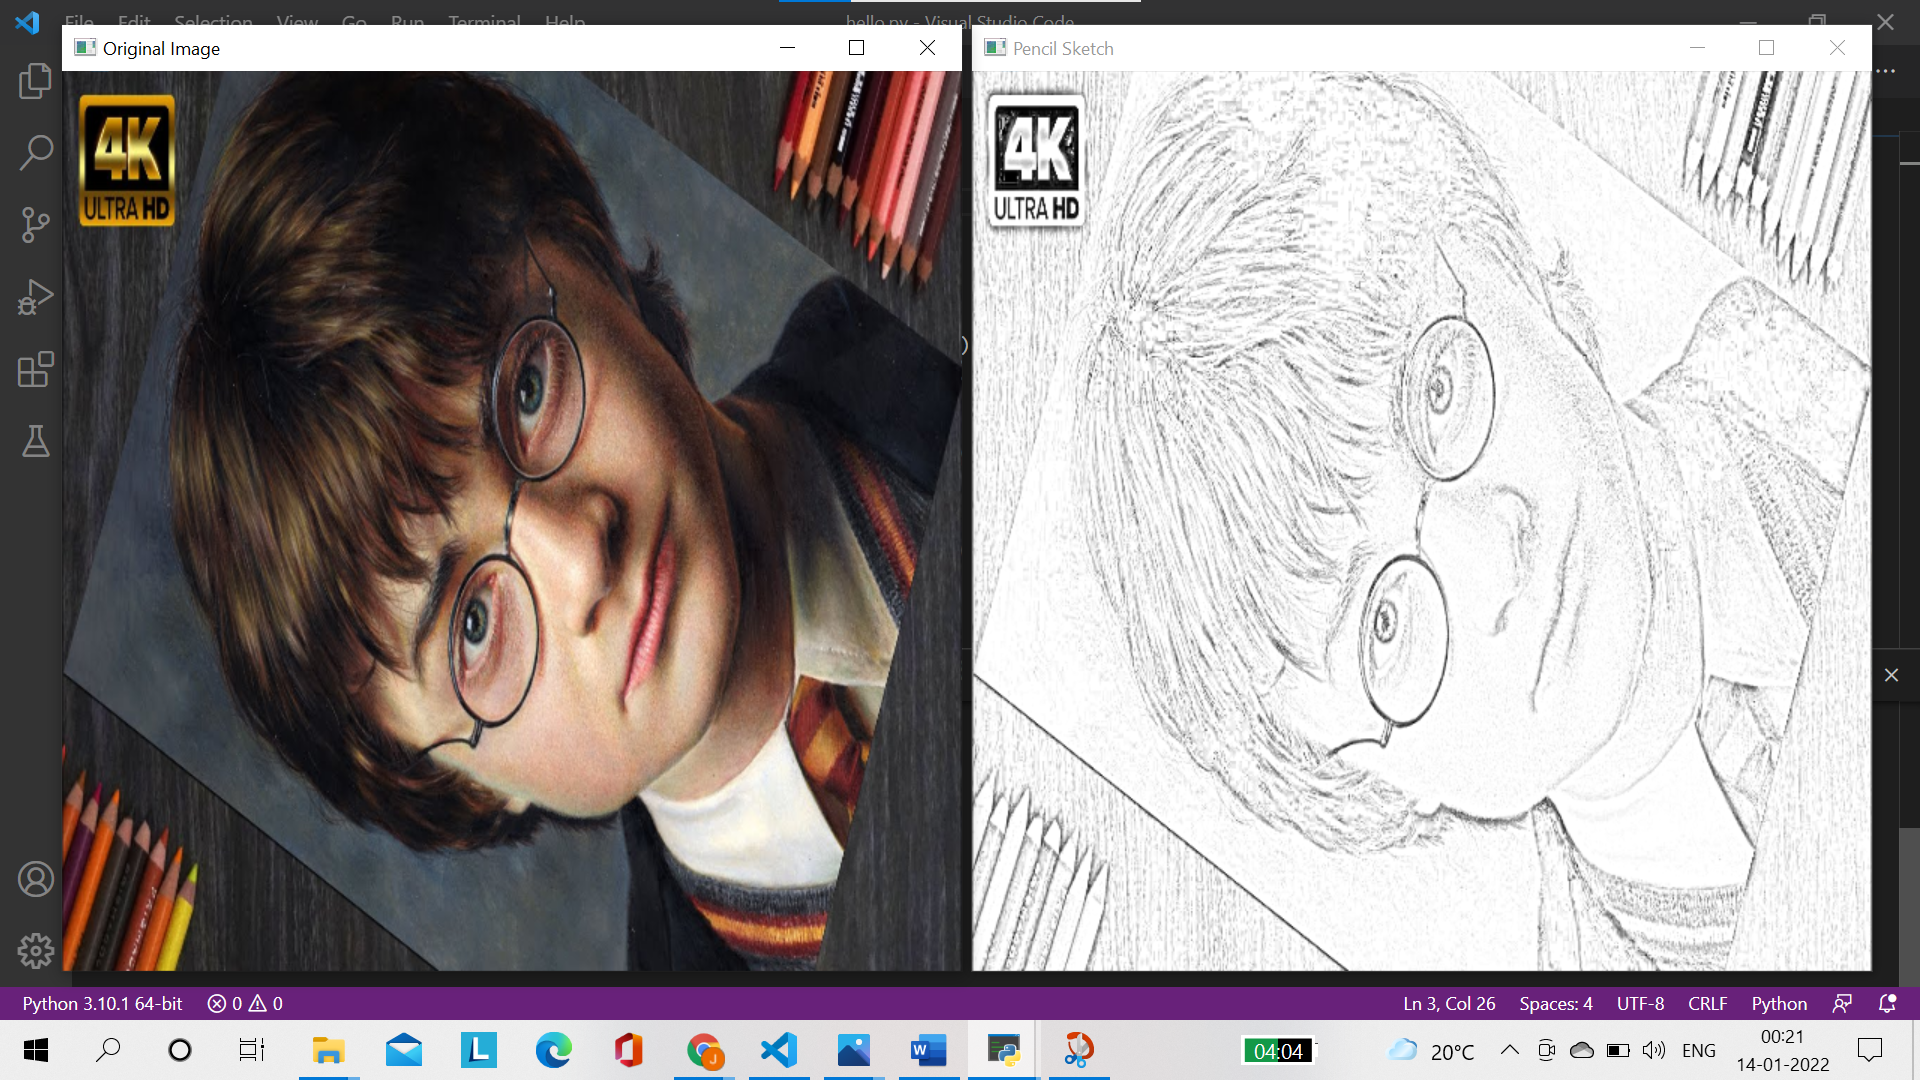 File Edit Selection View Go Run Terminal Help
hello.py - Visual Studio Code
Original Image
Pencil Sketch
4K
ULTRA HD
4K
ULTRA HD
)
Python 3.10.1 64-bit
0
0
Ln 3, Col 26
Spaces: 4
UTF-8
CRLF
Python
L
J
W
04:04
20°C
ENG
00:21
14-01-2022